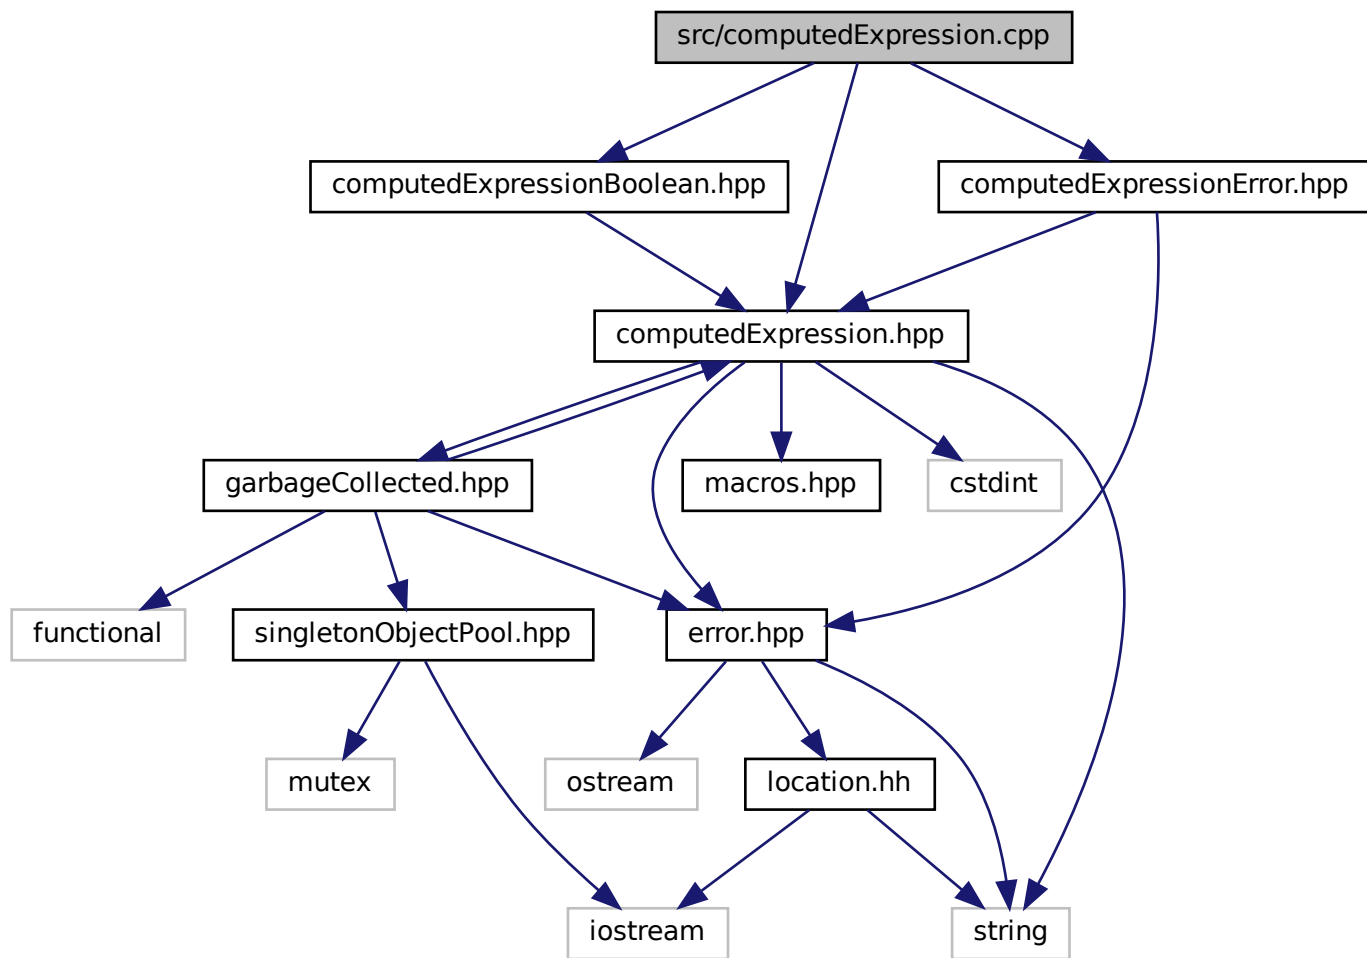 src/computedExpression.cpp
computedExpressionBoolean.hpp
computedExpressionError.hpp
computedExpression.hpp
garbageCollected.hpp
macros.hpp
cstdint
functional
singletonObjectPool.hpp
error.hpp
mutex
ostream
location.hh
iostream
string